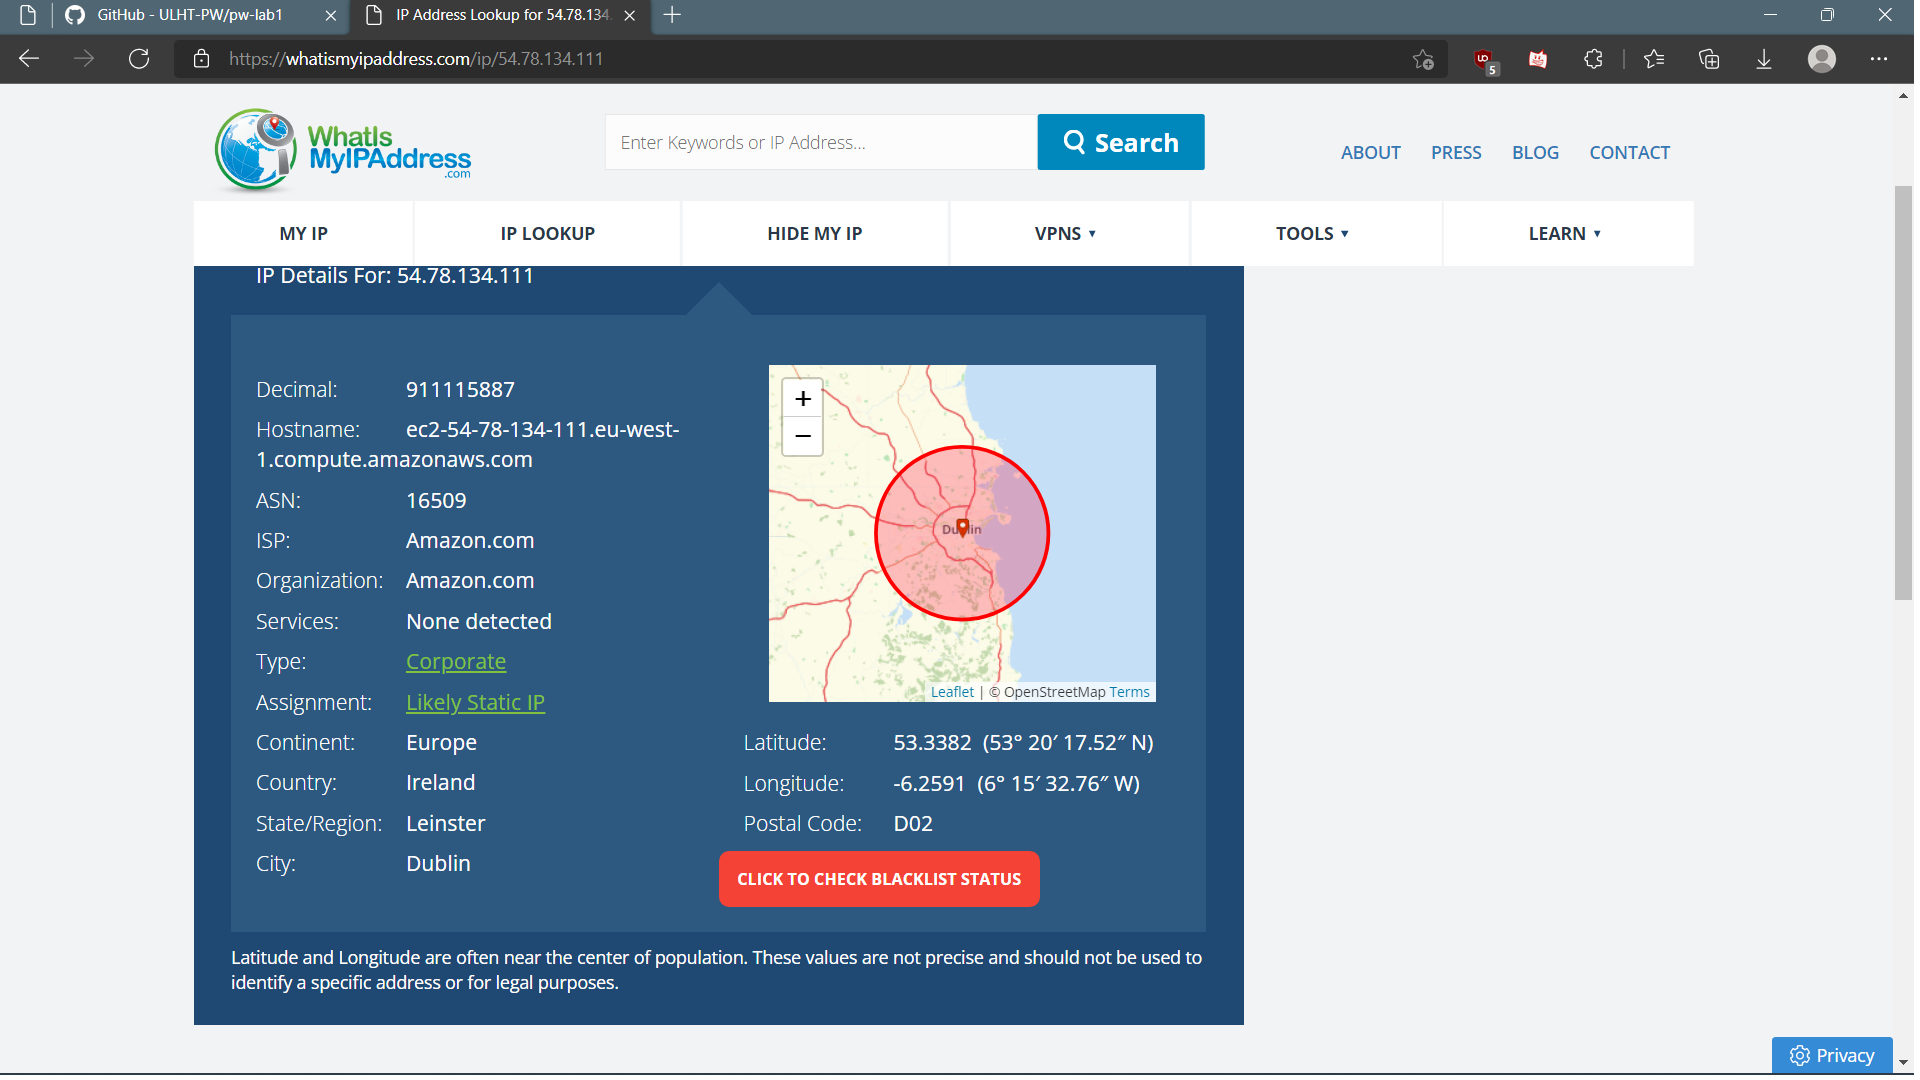 GitHub - ULHT-PW/pw-lab1
IP Address Lookup for 54.78.134.
https://whatismyipaddress.com/ip/54.78.134.111
5
WhatIs
MyIPAddress
.com
Enter Keywords or IP Address...
Search
ABOUT PRESS BLOG CONTACT
MY IP IP LOOKUP HIDE MY IP VPNS ▼ TOOLS ▼ LEARN ▼
IP Details For: 54.78.134.111
Decimal: 911115887
Hostname: ec2-54-78-134-111.eu-west-
1.compute.amazonaws.com
ASN: 16509
ISP: Amazon.com
Organization: Amazon.com
Services: None detected
Type: Corporate
Assignment: Likely Static IP
Continent: Europe
Country: Ireland
State/Region: Leinster
City: Dublin
+
−
Dublin
Leaflet | © OpenStreetMap Terms
Latitude: 53.3382 (53° 20′ 17.52″ N)
Longitude: -6.2591 (6° 15′ 32.76″ W)
Postal Code: D02
CLICK TO CHECK BLACKLIST STATUS
Latitude and Longitude are often near the center of population. These values are not precise and should not be used to
identify a specific address or for legal purposes.
Privacy